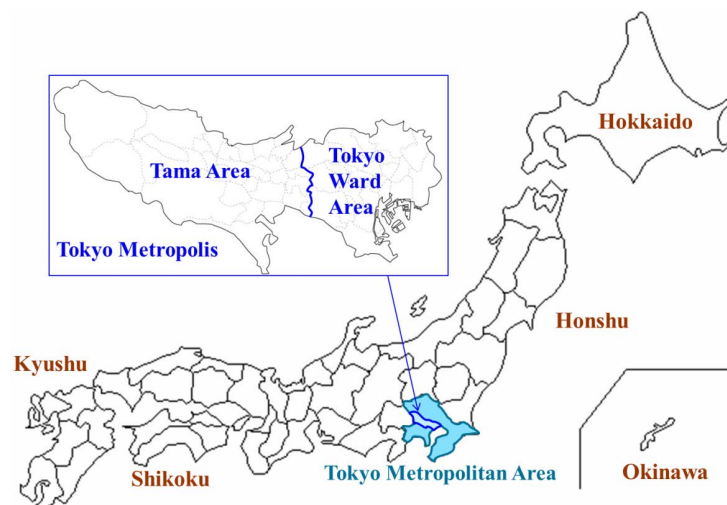 Hokkaido
Tama Area
Tokyo
Ward
Area
Tokyo Metropolis
Honshu
Kyushu
Shikoku
Tokyo Metropolitan Area
Okinawa